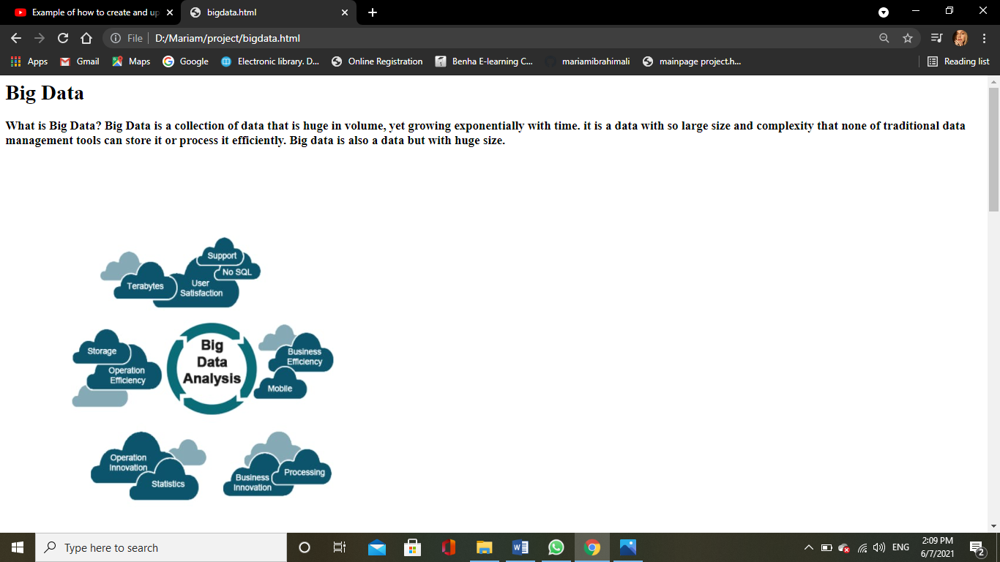 Example of how to create and up
bigdata.html
File
D:/Mariam/project/bigdata.html
Apps
Gmail
Maps
Google
Electronic library. D...
Online Registration
Benha E-learning C...
mariamibrahimali
mainpage project.h...
Reading list
Big Data
What is Big Data? Big Data is a collection of data that is huge in volume, yet growing exponentially with time. it is a data with so large size and complexity that none of traditional data
management tools can store it or process it efficiently. Big data is also a data but with huge size.
Support
No SQL
Terabytes
User
Satisfaction
Storage
Operation
Efficiency
Big
Data
Analysis
Business
Efficiency
Mobile
Operation
Innovation
Statistics
Business
Innovation
Processing
Type here to search
ENG
2:09 PM
6/7/2021
2